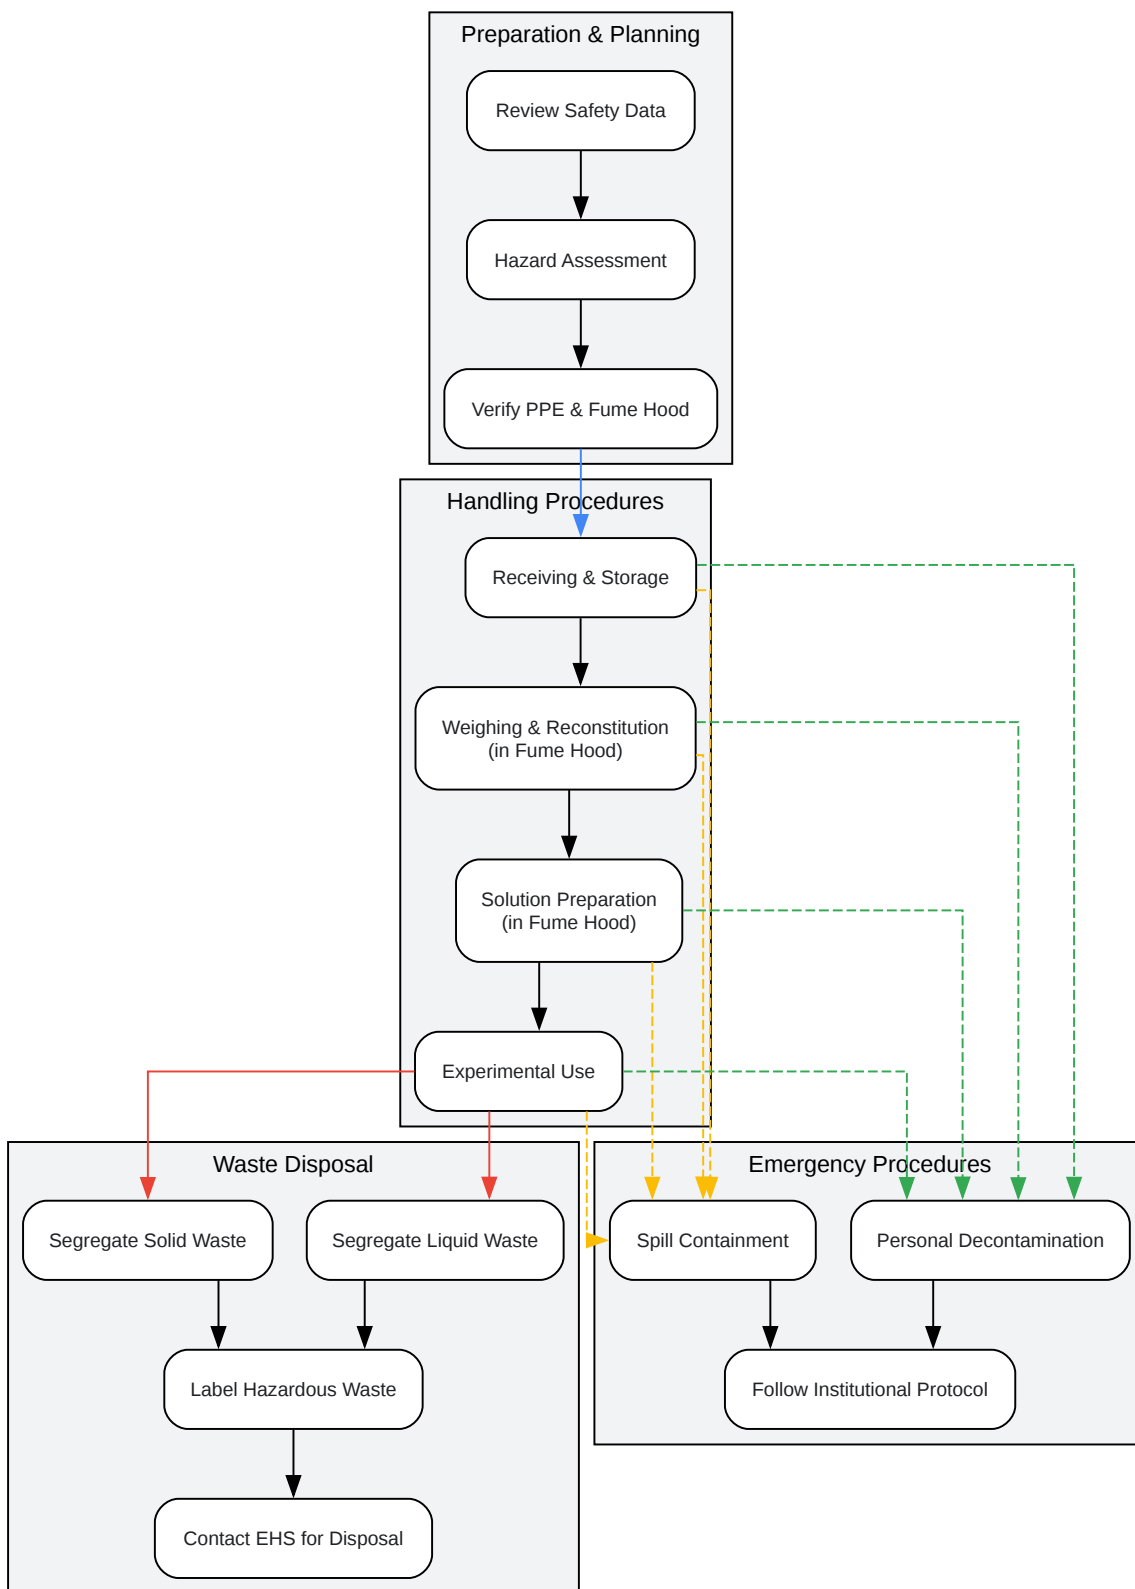 Preparation & Planning
Review Safety Data
Hazard Assessment
Verify PPE & Fume Hood
Handling Procedures
Receiving & Storage
Weighing & Reconstitution
(in Fume Hood)
Solution Preparation
(in Fume Hood)
Experimental Use
Waste Disposal
Segregate Solid Waste
Segregate Liquid Waste
Label Hazardous Waste
Contact EHS for Disposal
Emergency Procedures
Spill Containment
Personal Decontamination
Follow Institutional Protocol